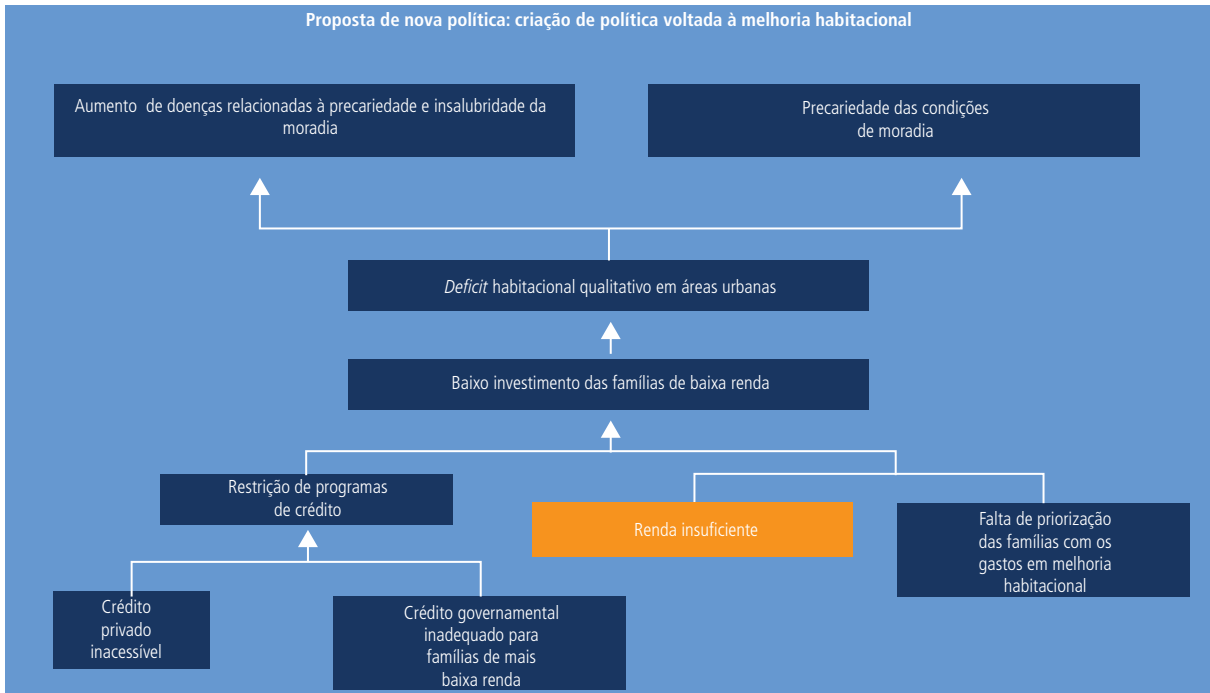 Proposta de nova política: criação de política voltada à melhoria habitacional
Aumento de doenças relacionadas à precariedade e insalubridade da
moradia
Precariedade das condições
de moradia
Deficit habitacional qualitativo em áreas urbanas
Baixo investimento das famílias de baixa renda
Restrição de programas
de crédito
Renda insuficiente
Falta de priorização
das famílias com os
gastos em melhoria
habitacional
Crédito
privado
inacessível
Crédito governamental
inadequado para
famílias de mais
baixa renda